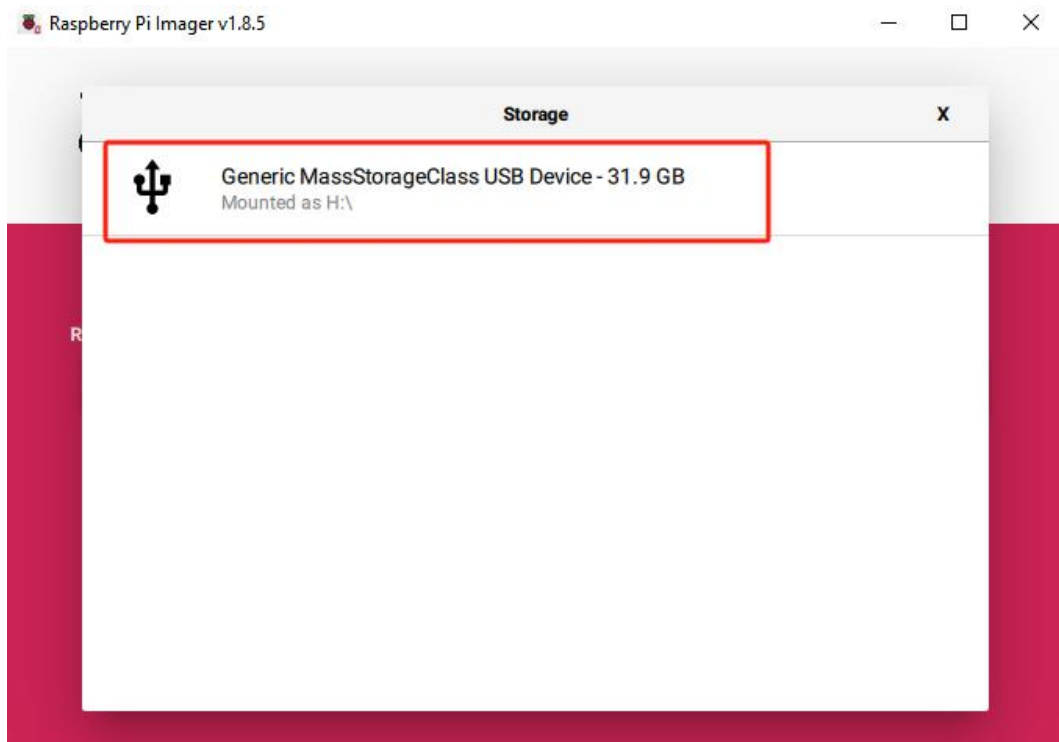 Raspberry Pi Imager v1.8.5
Storage
X
Generic MassStorageClass USB Device - 31.9 GB
Mounted as H:\
R